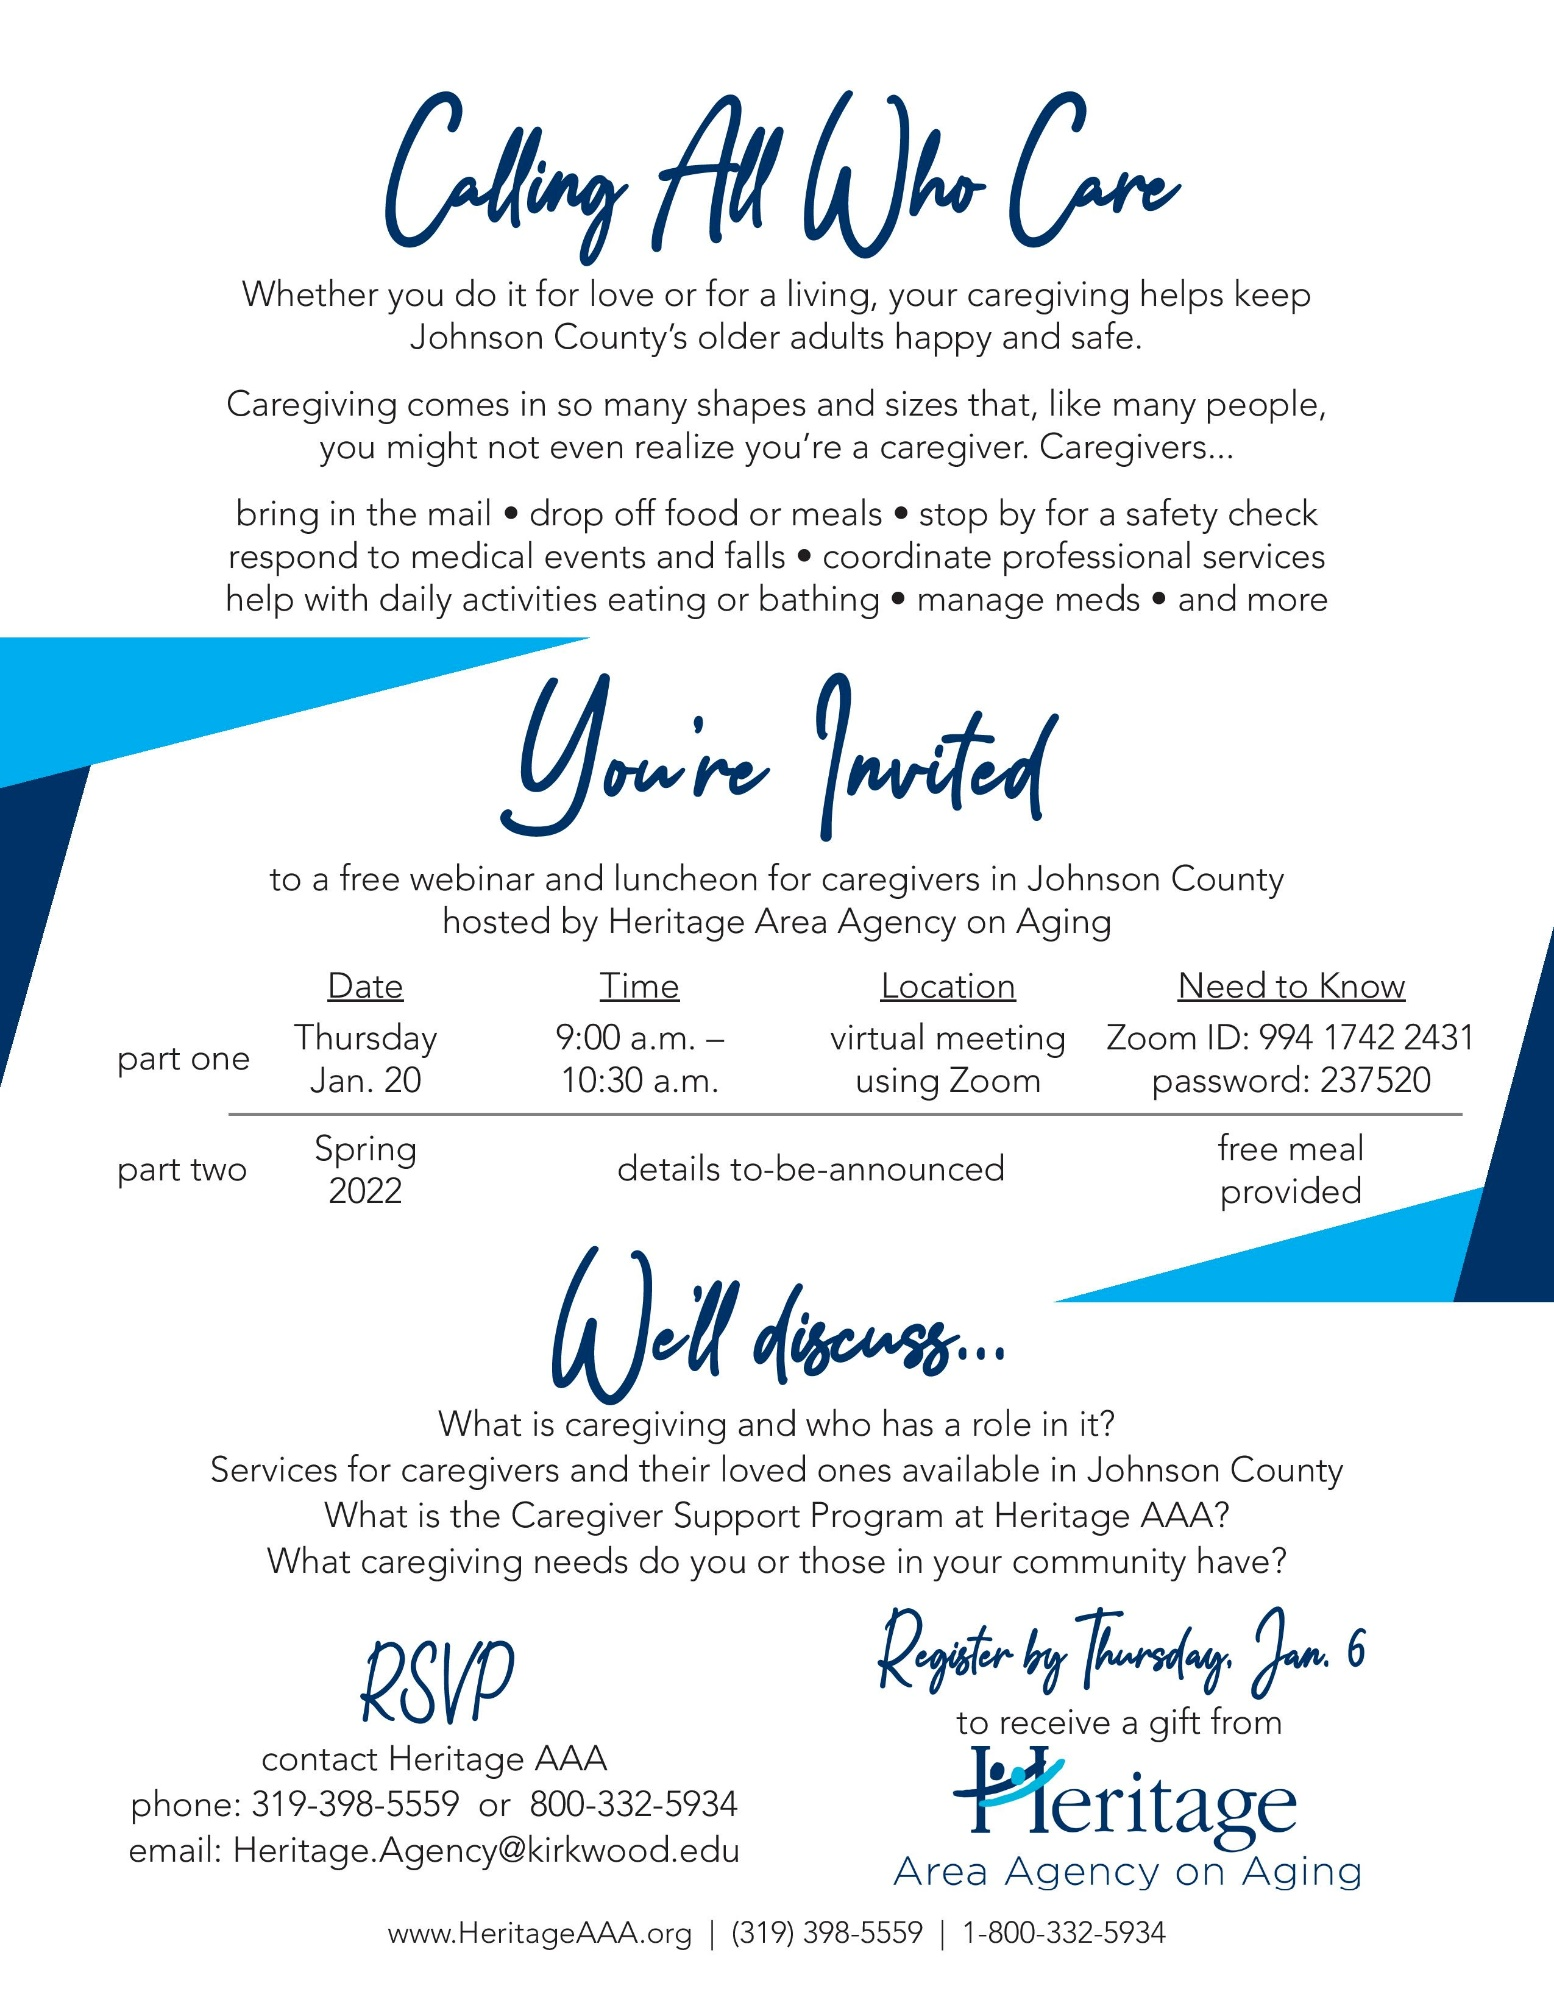 Calling All Who Care
Whether you do it for love or for a living, your caregiving helps keep
Johnson County’s older adults happy and safe.
Caregiving comes in so many shapes and sizes that, like many people,
you might not even realize you’re a caregiver. Caregivers...
bring in the mail • drop off food or meals • stop by for a safety check
respond to medical events and falls • coordinate professional services
help with daily activities eating or bathing • manage meds • and more
You’re Invited
to a free webinar and luncheon for caregivers in Johnson County
hosted by Heritage Area Agency on Aging
Date Time Location Need to Know
part one
Thursday
Jan. 20
9:00 a.m. –
10:30 a.m.
virtual meeting
using Zoom
Zoom ID: 994 1742 2431
password: 237520
part two
Spring
2022
details to-be-announced
free meal
provided
We’ll discuss...
What is caregiving and who has a role in it?
Services for caregivers and their loved ones available in Johnson County
What is the Caregiver Support Program at Heritage AAA?
What caregiving needs do you or those in your community have?
RSVP
contact Heritage AAA
phone: 319-398-5559 or 800-332-5934
email: Heritage.Agency@kirkwood.edu
Register by Thursday, Jan. 6
to receive a gift from
Heritage
Area Agency on Aging
www.HeritageAAA.org | (319) 398-5559 | 1-800-332-5934